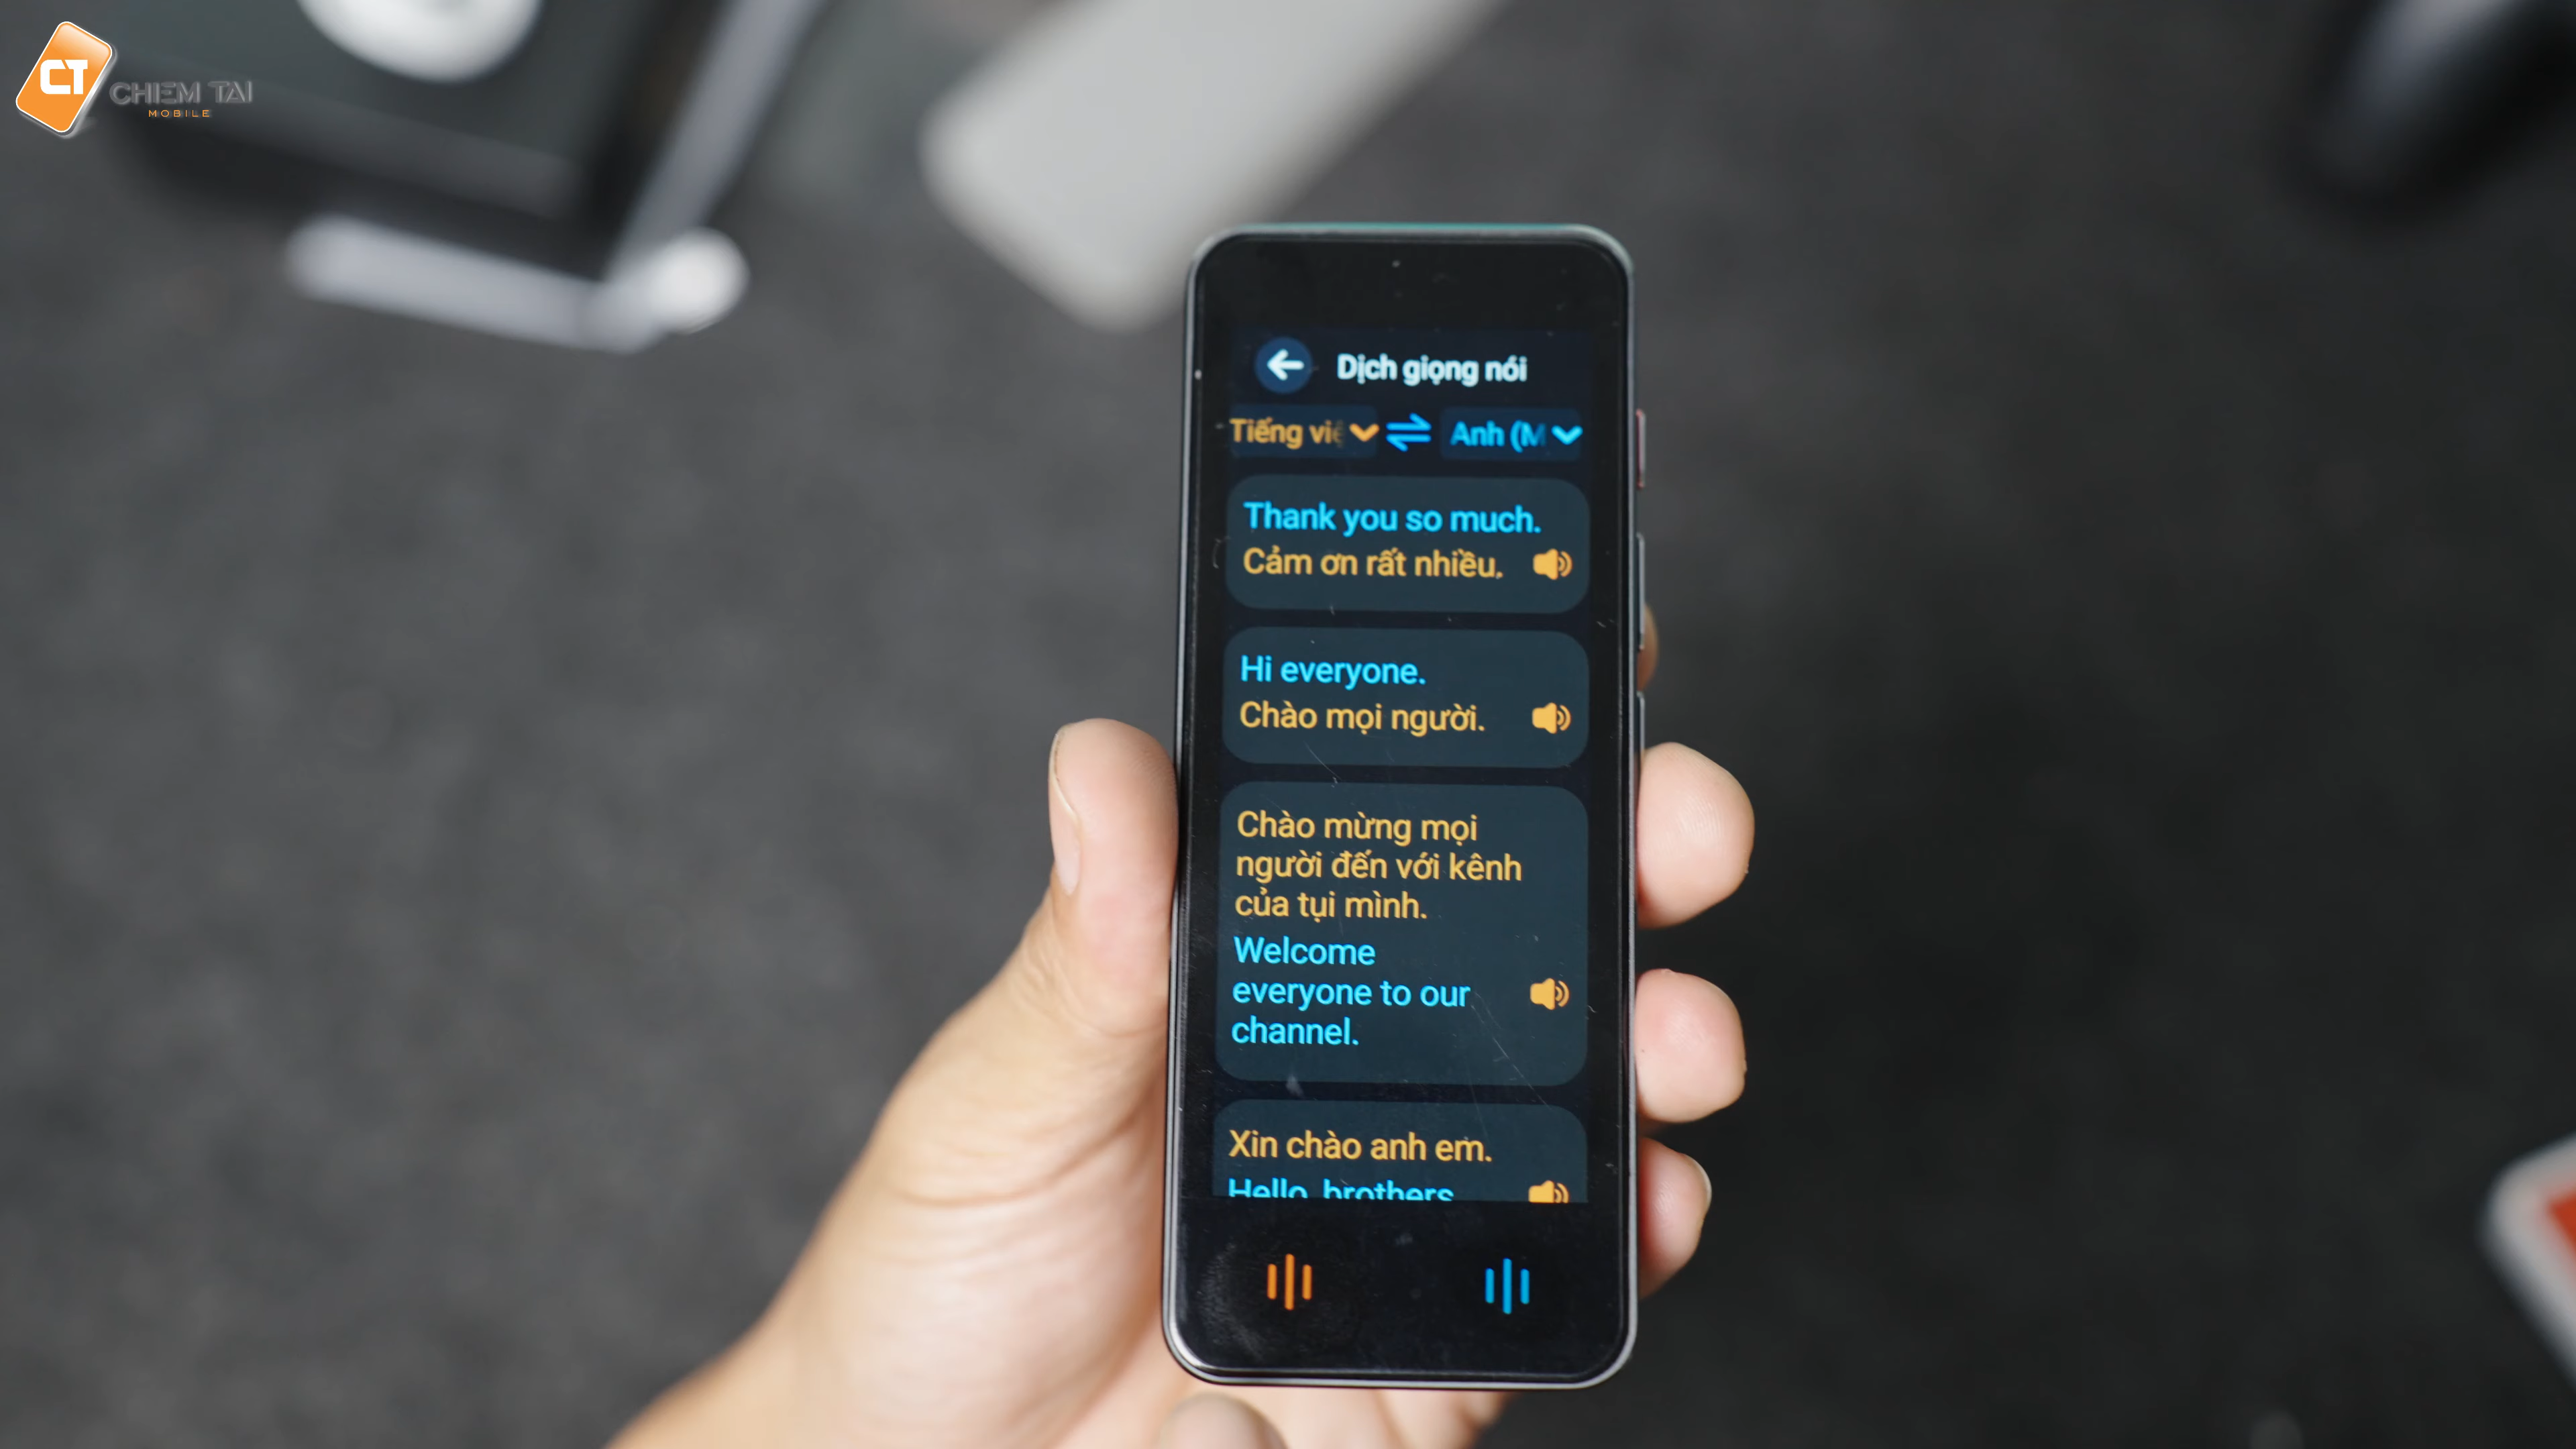 CT
CHIEM TAI
MOBILE
Dịch giọng nói
Tiếng việ
Anh (M
Thank you so much.
Cảm ơn rất nhiều.
Hi everyone.
Chào mọi người.
Chào mừng mọi
người đến với kênh
của tụi mình.
Welcome
everyone to our
channel.
Xin chào anh em.
Hello, brothers